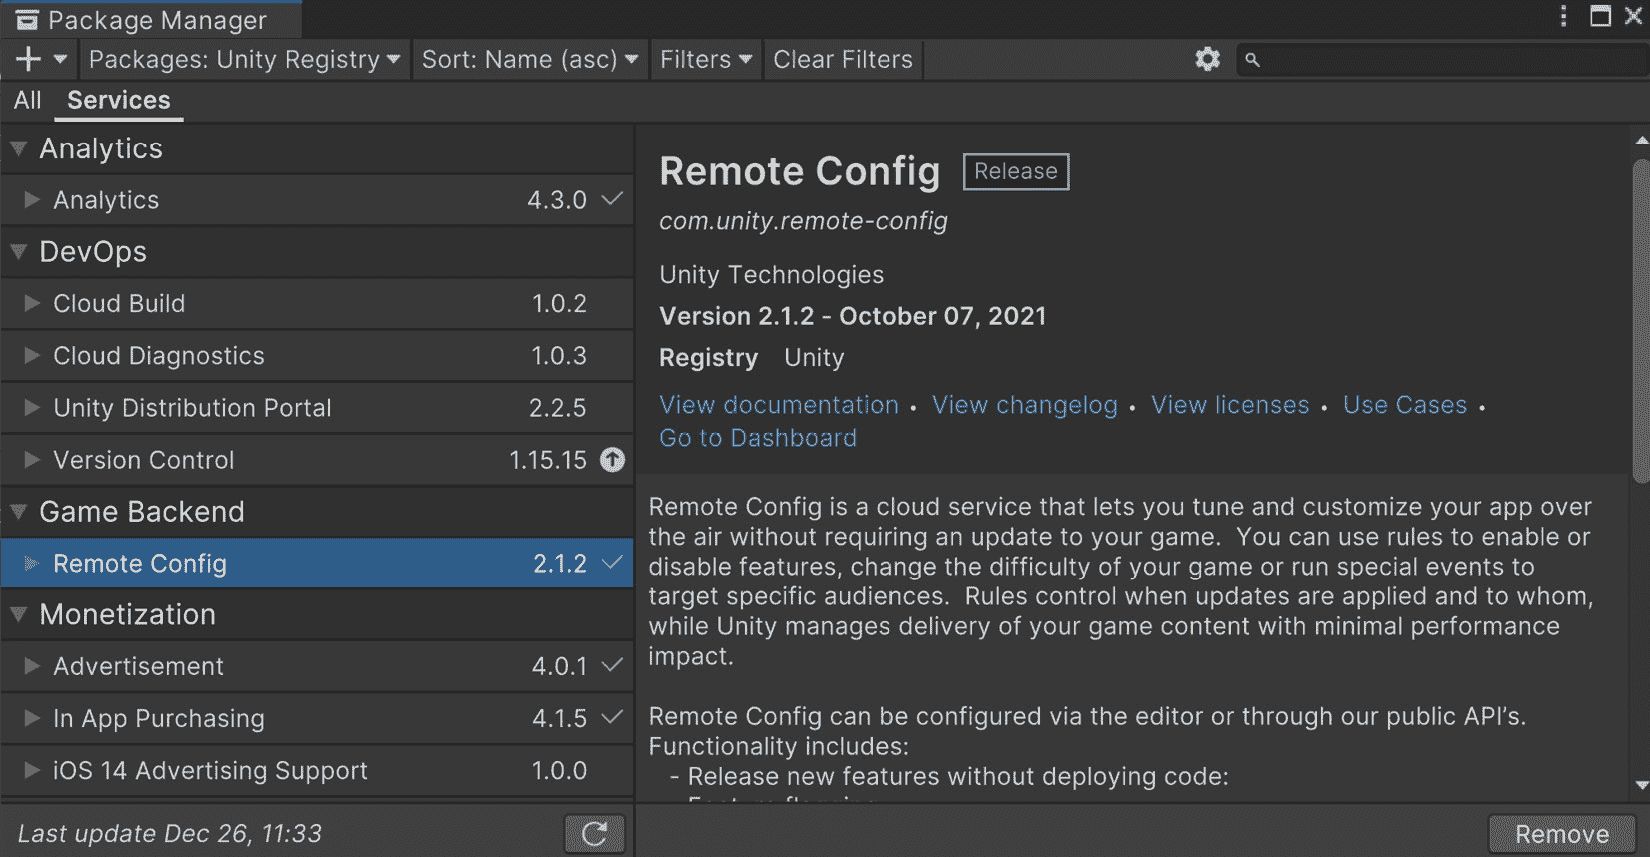 Package Manager
Packages: Unity Registry Sort: Name (asc) Filters Clear Filters
All Services
Analytics
Analytics 4.3.0
DevOps
Cloud Build 1.0.2
Cloud Diagnostics 1.0.3
Unity Distribution Portal 2.2.5
Version Control 1.15.15
Game Backend
Remote Config 2.1.2
Monetization
Advertisement 4.0.1
In App Purchasing 4.1.5
iOS 14 Advertising Support 1.0.0
Last update Dec 26, 11:33
Remote Config Release
com.unity.remote-config
Unity Technologies
Version 2.1.2 - October 07, 2021
Registry Unity
View documentation • View changelog • View licenses • Use Cases •
Go to Dashboard
Remote Config is a cloud service that lets you tune and customize your app over
the air without requiring an update to your game. You can use rules to enable or
disable features, change the difficulty of your game or run special events to
target specific audiences. Rules control when updates are applied and to whom,
while Unity manages delivery of your game content with minimal performance
impact.
Remote Config can be configured via the editor or through our public API's.
Functionality includes:
- Release new features without deploying code:
Remove